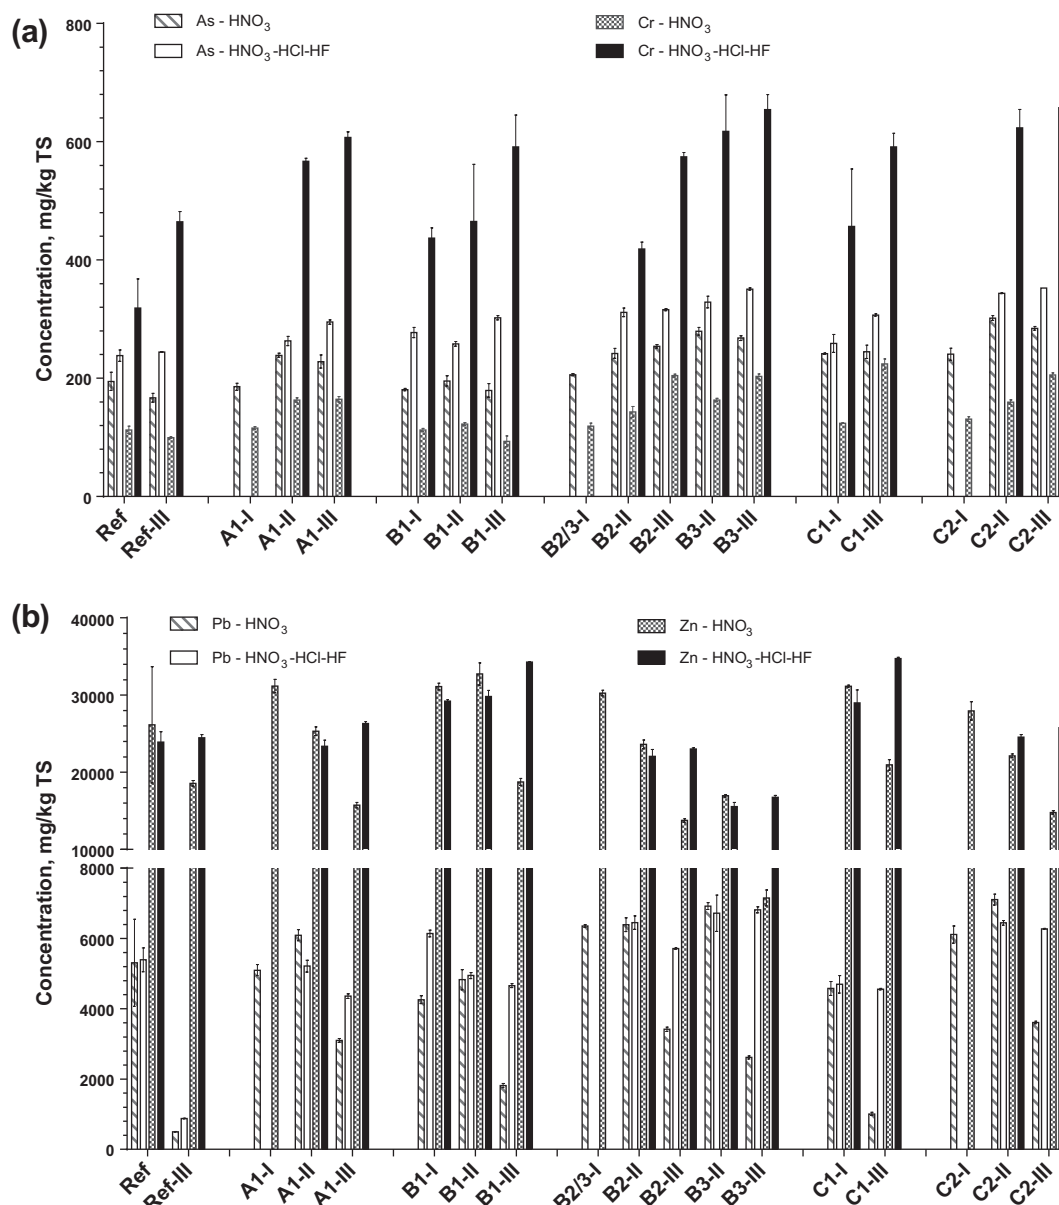 (a)
As - HNO3
As - HNO3-HCl-HF
Cr - HNO3
Cr - HNO3-HCl-HF
Concentration, mg/kg TS
800
600
400
200
0
Ref
Ref-III
A1-I
A1-II
A1-III
B1-I
B1-II
B1-III
B2/3-I
B2-II
B2-III
B3-II
B3-III
C1-I
C1-III
C2-I
C2-II
C2-III
(b)
Pb - HNO3
Pb - HNO3-HCl-HF
Zn - HNO3
Zn - HNO3-HCl-HF
Concentration, mg/kg TS
40000
30000
20000
10000
8000
6000
4000
2000
0
Ref
Ref-III
A1-I
A1-II
A1-III
B1-I
B1-II
B1-III
B2/3-I
B2-II
B2-III
B3-II
B3-III
C1-I
C1-III
C2-I
C2-II
C2-III